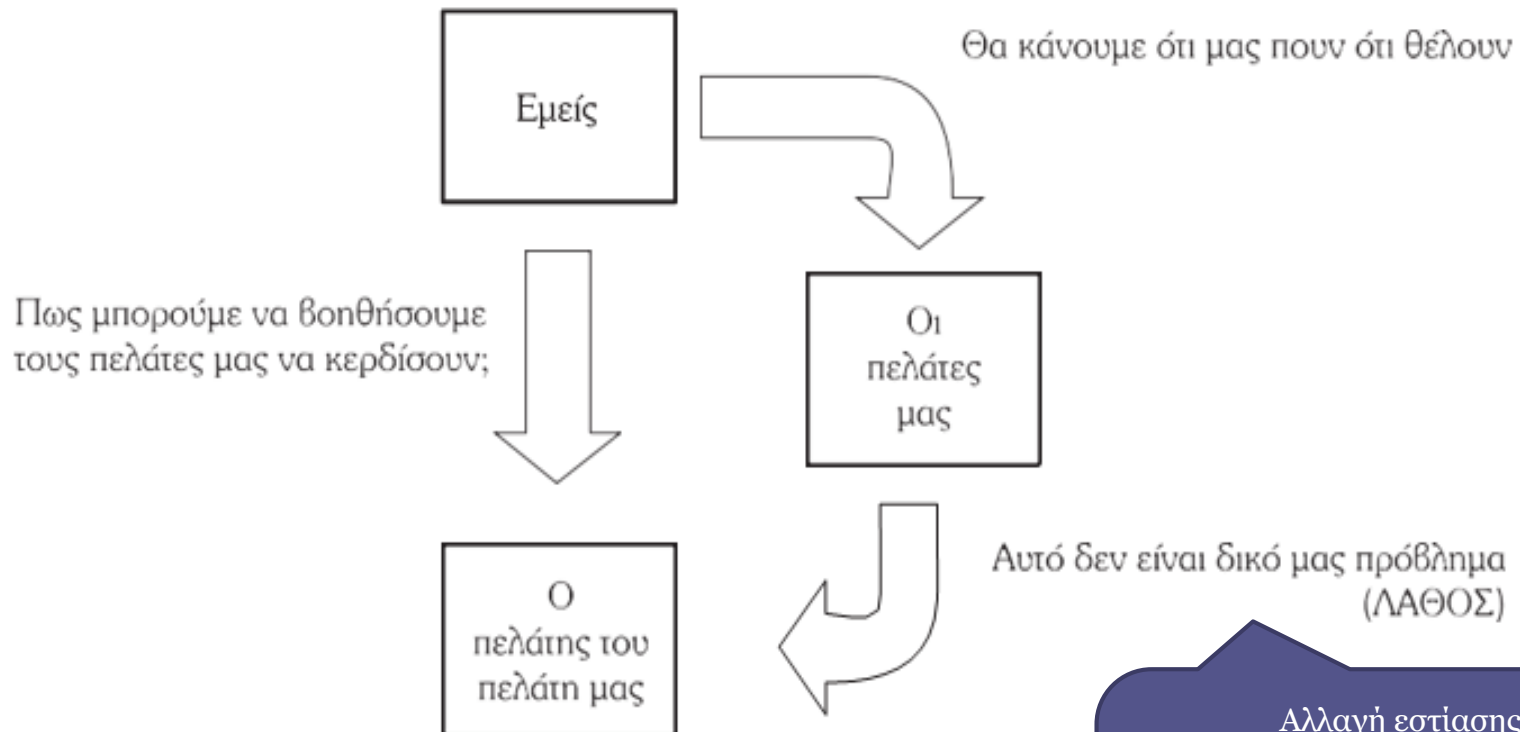 Εμείς
Θα κάνουμε ότι μας πουν ότι θέλουν
Πως μπορούμε να βοηθήσουμε
τους πελάτες μας να κερδίσουν;
Οι
πελάτες
μας
Αυτό δεν είναι δικό μας πρόβλημα
(ΛΑΘΟΣ)
Ο
πελάτης του
πελάτη μας
Αλλαγή εστίασης